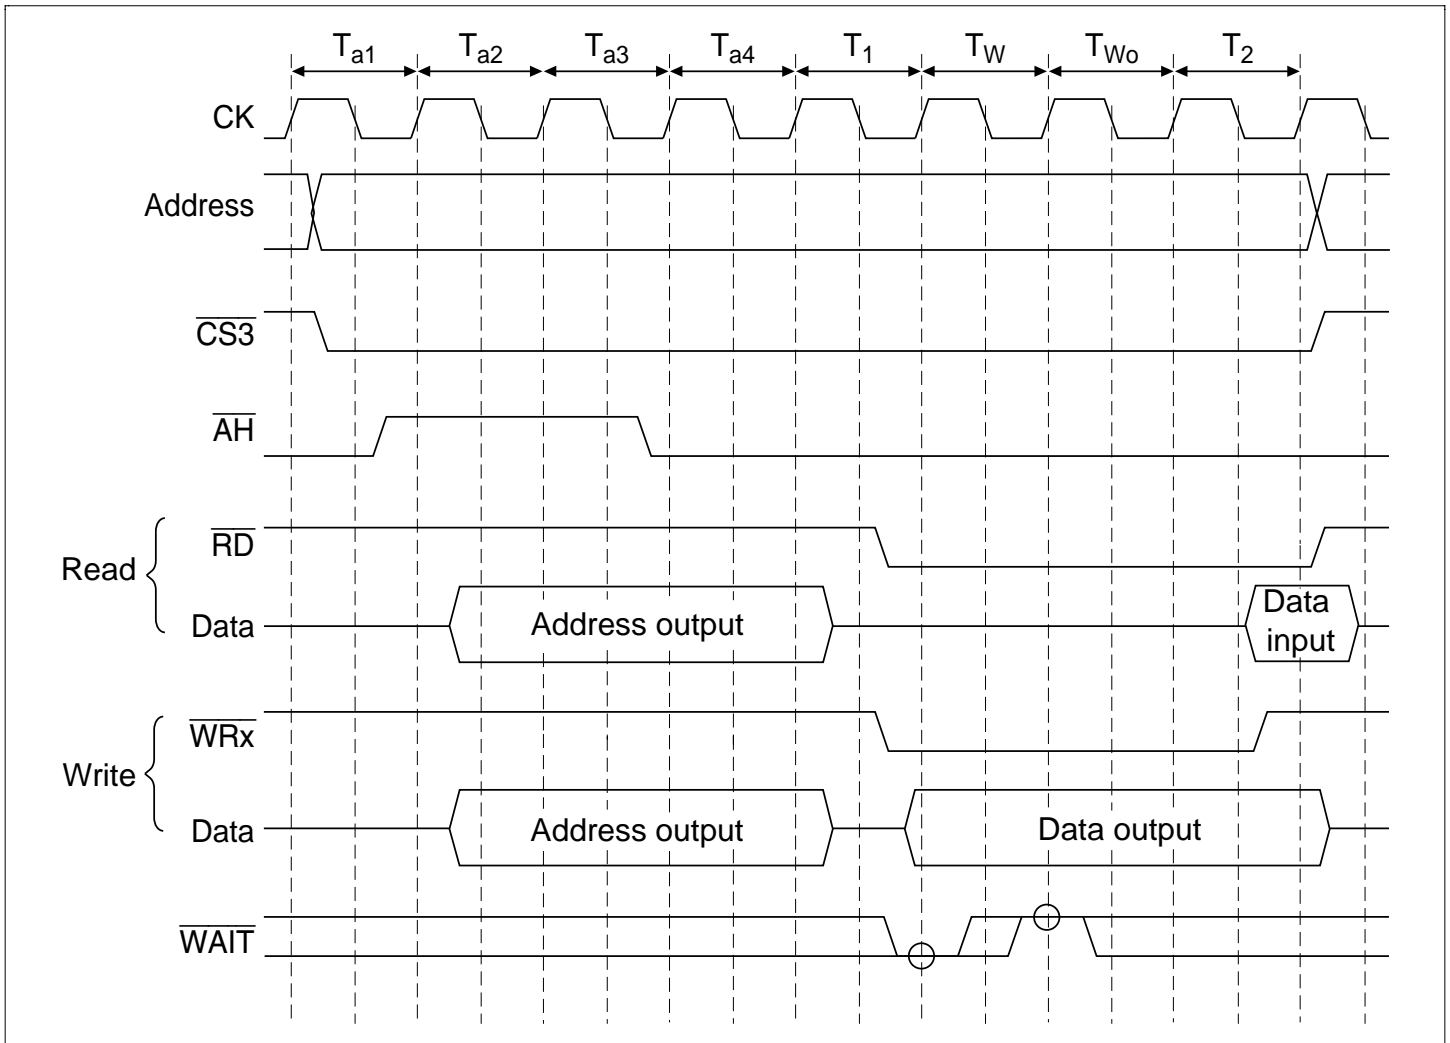 Ta1 Ta2 Ta3 Ta4 T1 TW TWo T2
CK
Address
CS3
AH
Read
RD
Data
Address output
Data
input
Write
WRx
Data
Address output
Data output
WAIT